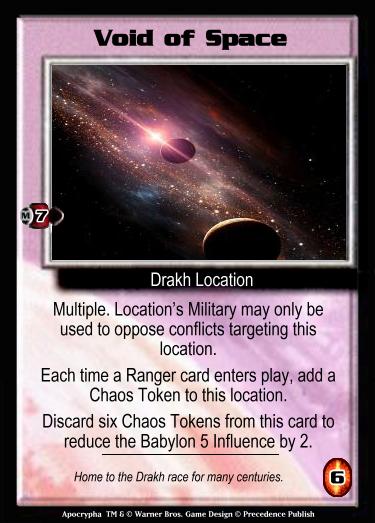 Void of Space
M 7
Drakh Location
Multiple. Location's Military may only be
used to oppose conflicts targeting this
location.
Each time a Ranger card enters play, add a
Chaos Token to this location.
Discard six Chaos Tokens from this card to
reduce the Babylon 5 Influence by 2.
Home to the Drakh race for many centuries.
6
Apocrypha TM & © Warner Bros. Game Design © Precedence Publish